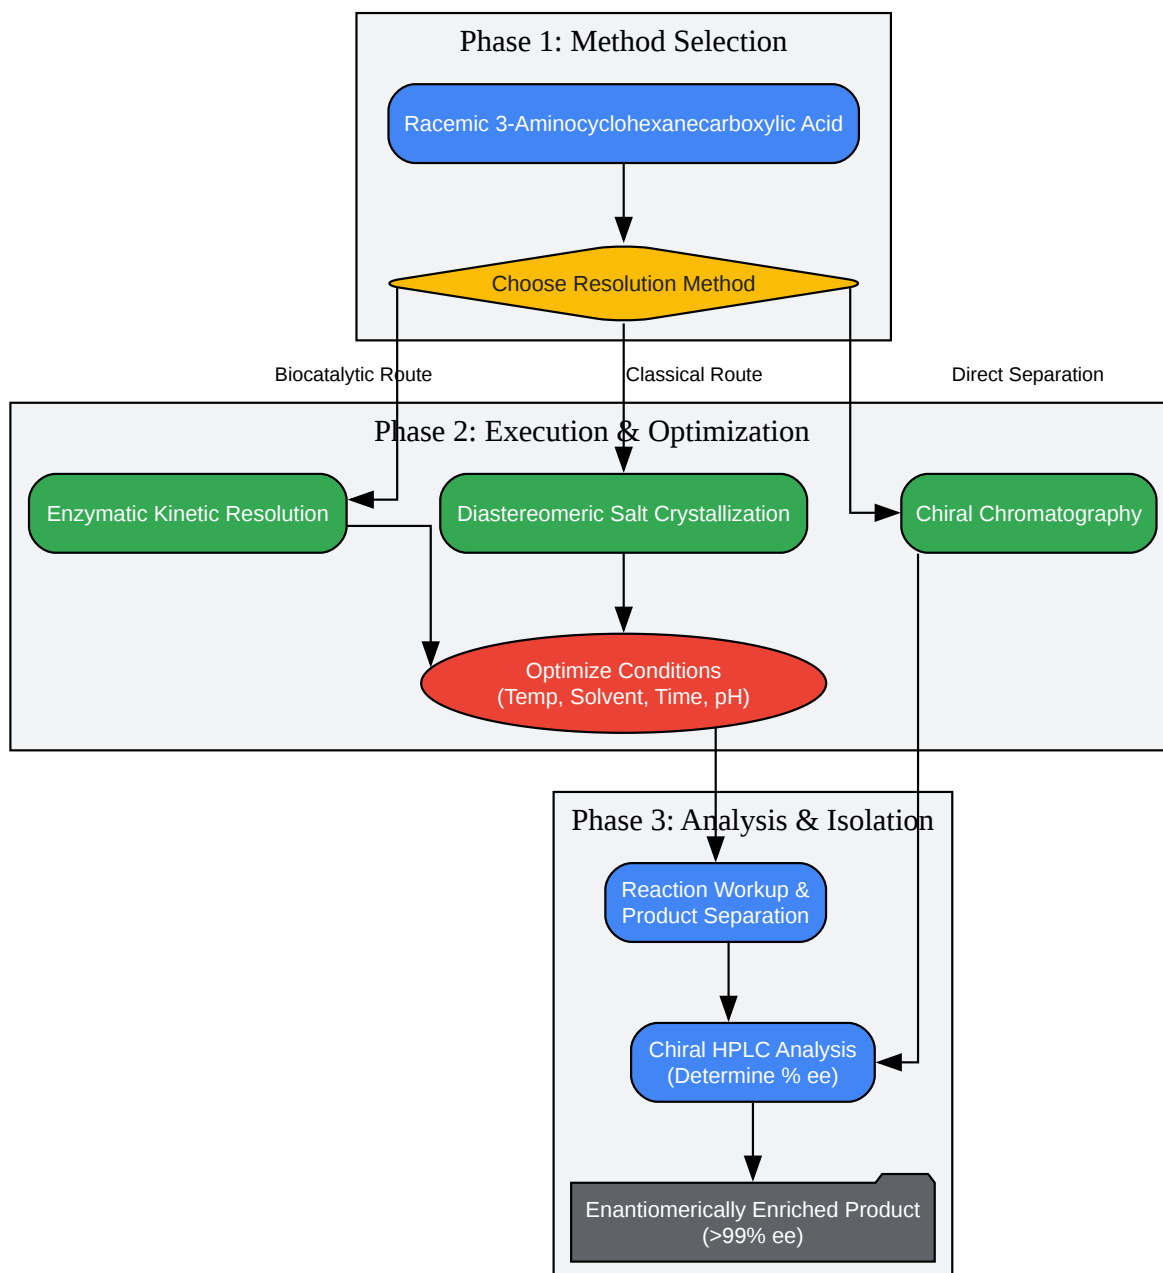 Phase 1: Method Selection
Racemic 3-Aminocyclohexanecarboxylic Acid
Choose Resolution Method
Biocatalytic Route
Classical Route
Direct Separation
Phase 2: Execution & Optimization
Enzymatic Kinetic Resolution
Diastereomeric Salt Crystallization
Chiral Chromatography
Optimize Conditions
(Temp, Solvent, Time, pH)
Phase 3: Analysis & Isolation
Reaction Workup &
Product Separation
Chiral HPLC Analysis
(Determine % ee)
Enantiomerically Enriched Product
(>99% ee)